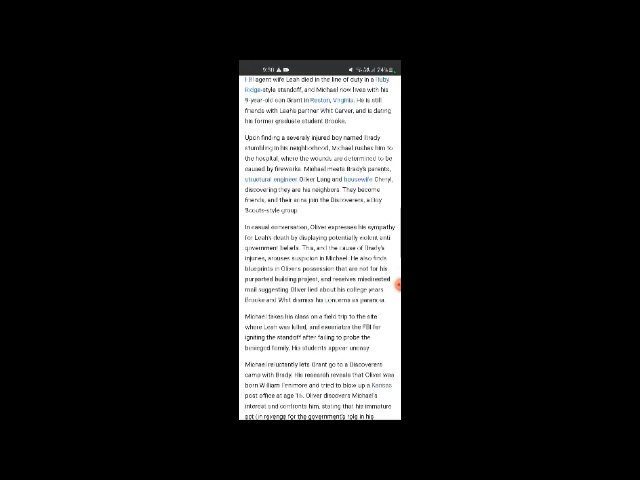 9:50
24%
FBI agent wife Leah died in the line of duty in a Ruby
Ridge-style standoff, and Michael now lives with his
9-year-old son Grant in Reston, Virginia. He is still
friends with Leah's partner Whit Carver, and is dating
his former graduate student Brooke.
Upon finding a severely injured boy named Brady
stumbling in his neighborhood, Michael rushes him to
the hospital, where the wounds are determined to be
caused by fireworks. Michael meets Brady's parents,
structural engineer Oliver Lang and housewife Cheryl,
discovering they are his neighbors. They become
friends, and their sons join the Discoverers, a Boy
Scouts-style group.
In casual conversation, Oliver expresses his sympathy
for Leah's death by displaying potentially violent anti
government beliefs. This, and the cause of Brady's
injuries, arouses suspicion in Michael. He also finds
blueprints in Oliver's possession that are not for his
purported building project, and receives misdirected
mail suggesting Oliver lied about his college years.
Brooke and Whit dismiss his concerns as paranoia.
Michael takes his class on a field trip to the site
where Leah was killed, and excoriates the FBI for
igniting the standoff after failing to probe the
besieged family. His students appear uneasy.
Michael reluctantly lets Grant go to a Discoverers
camp with Brady. His research reveals that Oliver was
born William Fenimore and tried to blow up a Kansas
post office at age 16. Oliver discovers Michael's
interest and confronts him, stating that his immature
act (in revenge for the government's role in his